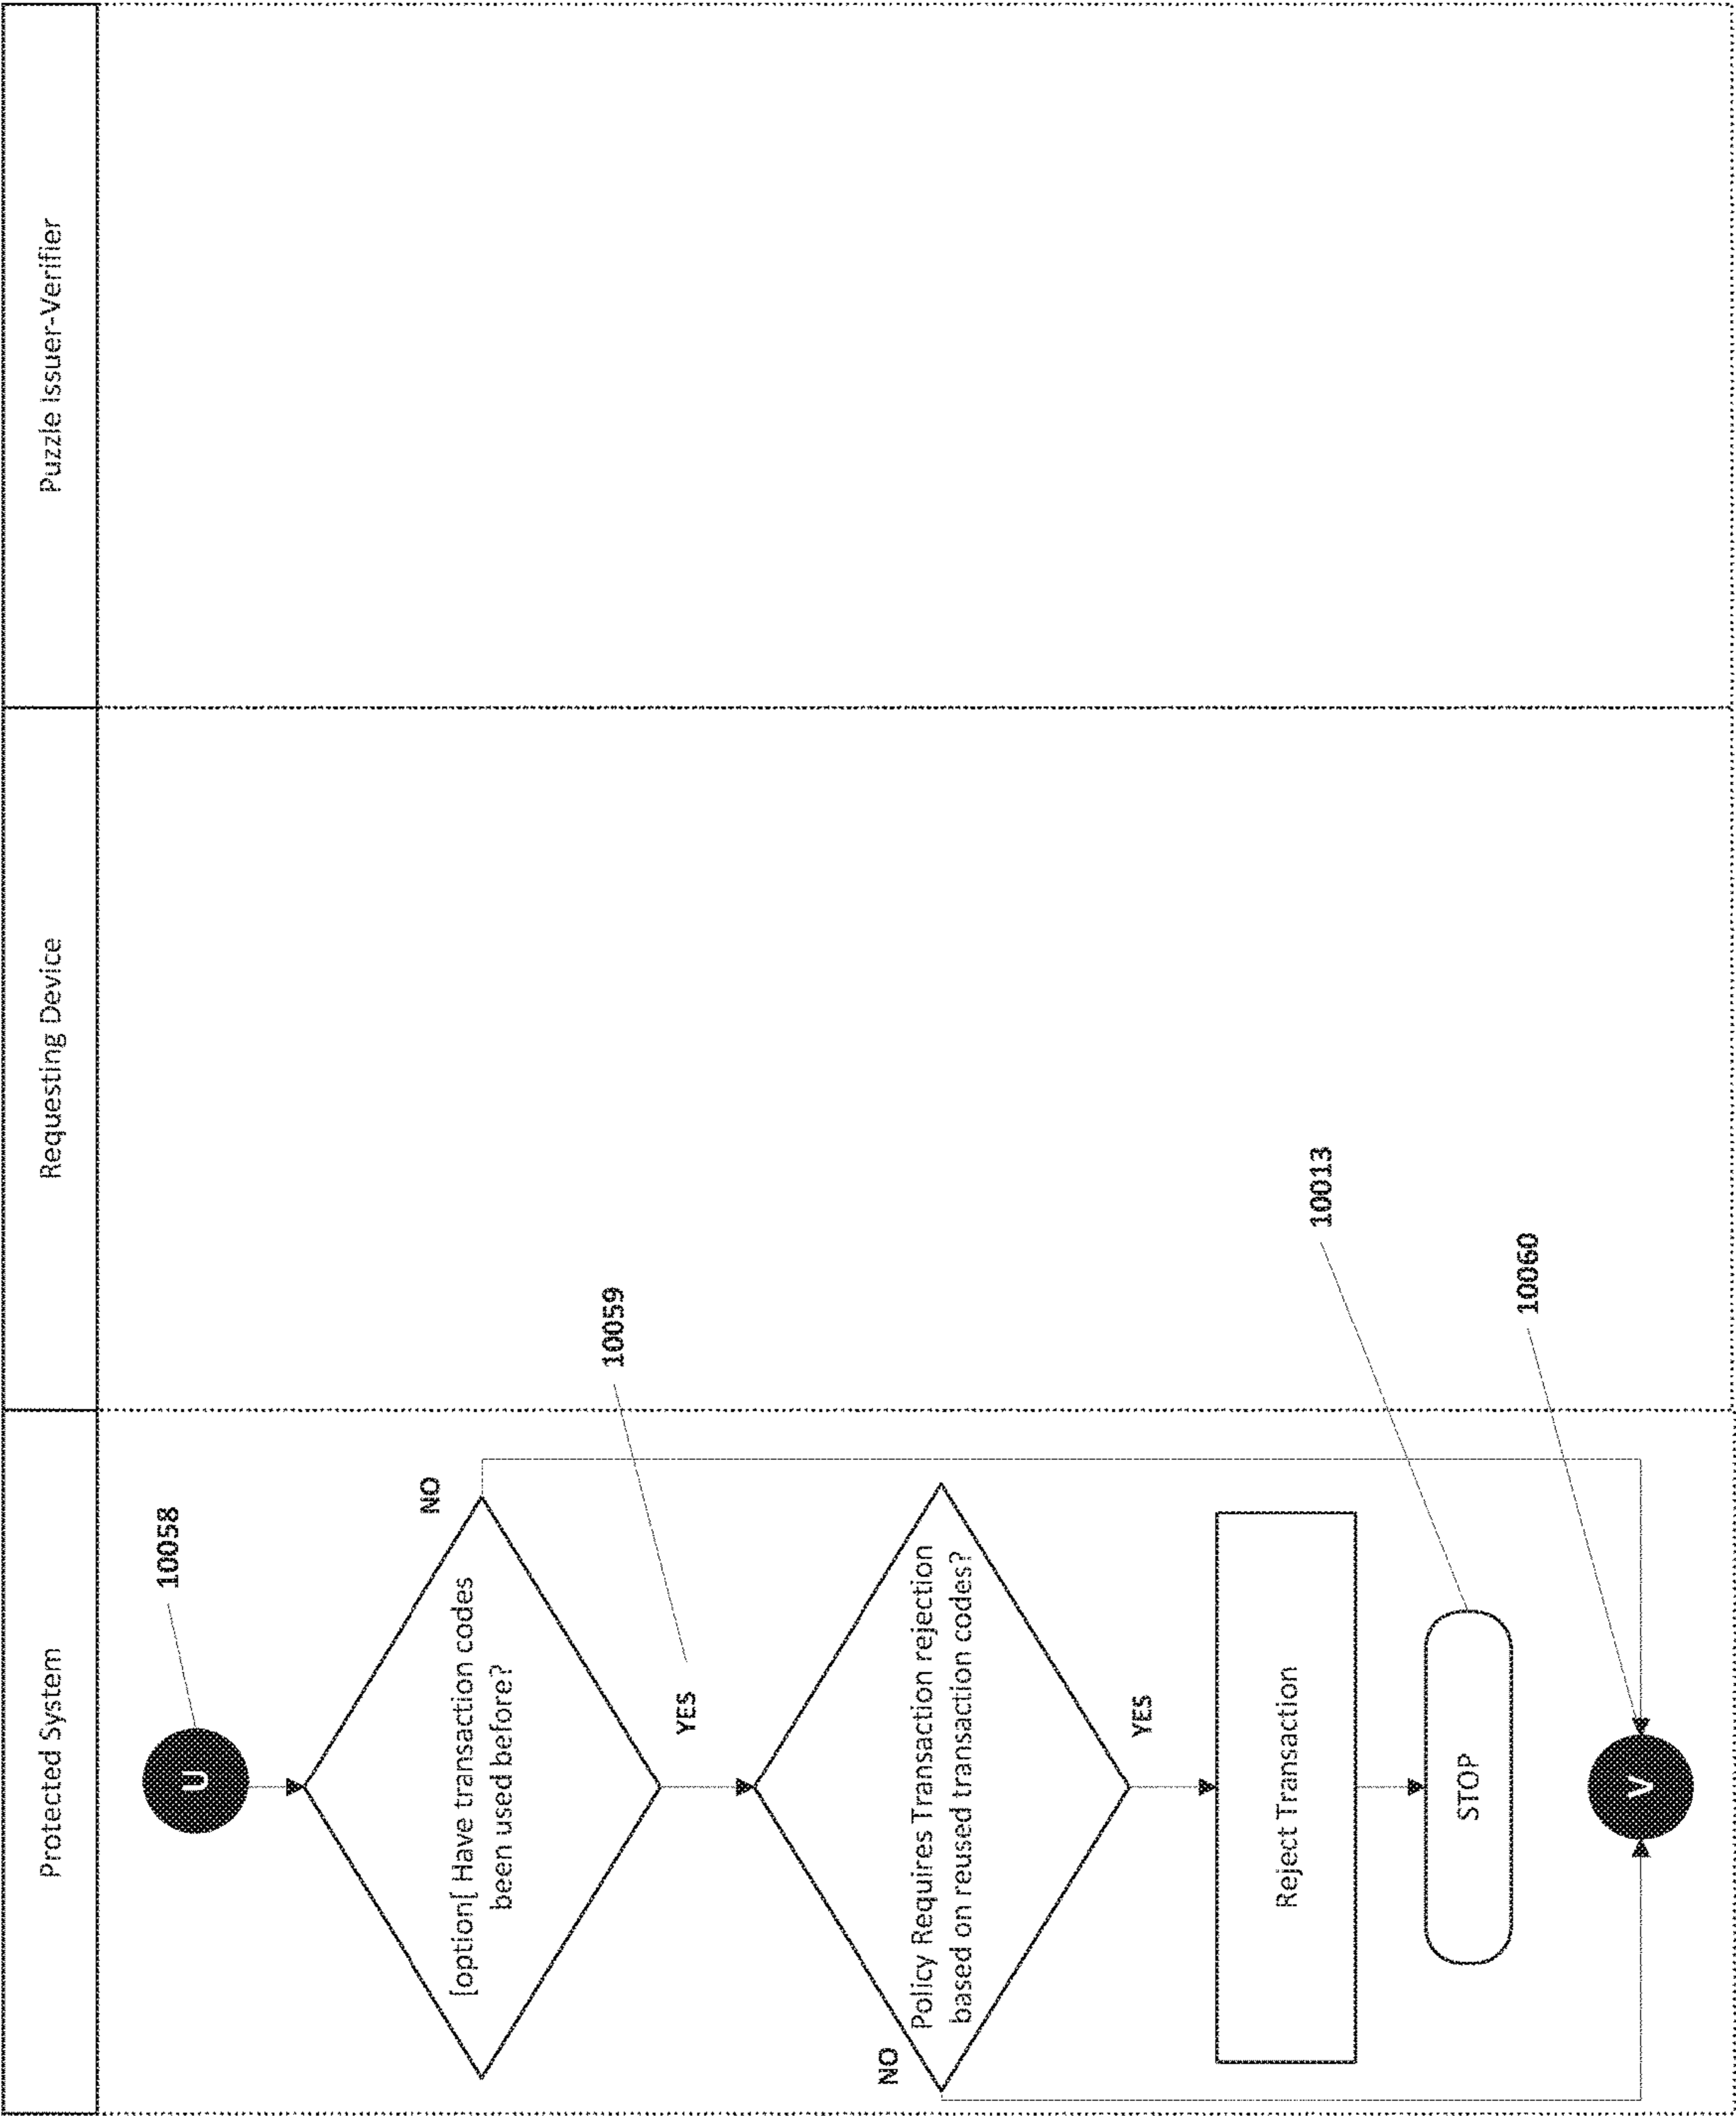 Protected System
Requesting Device
Puzzle Issuer-Verifier
U
10058
[option[ Have transaction codes
been used before?
NO
YES
10059
Policy Requires Transaction rejection
based on reused transaction codes?
NO
YES
Reject Transaction
STOP
10013
V
10060